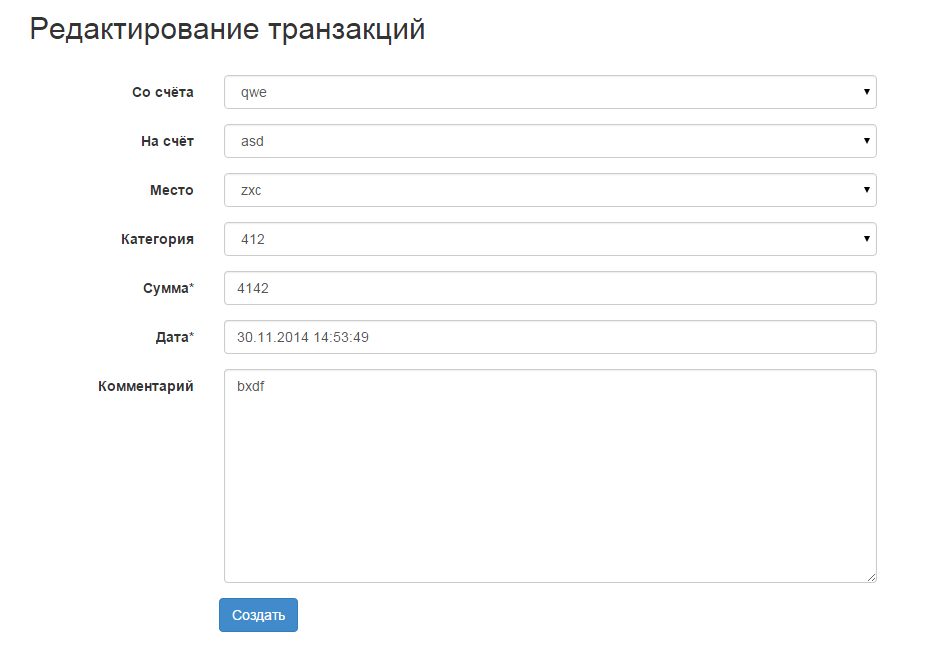 Редактирование транзакций
Со счёта qwe
На счёт asd
Место zxc
Категория 412
Сумма* 4142
Дата* 30.11.2014 14:53:49
Комментарий bxdf
Создать